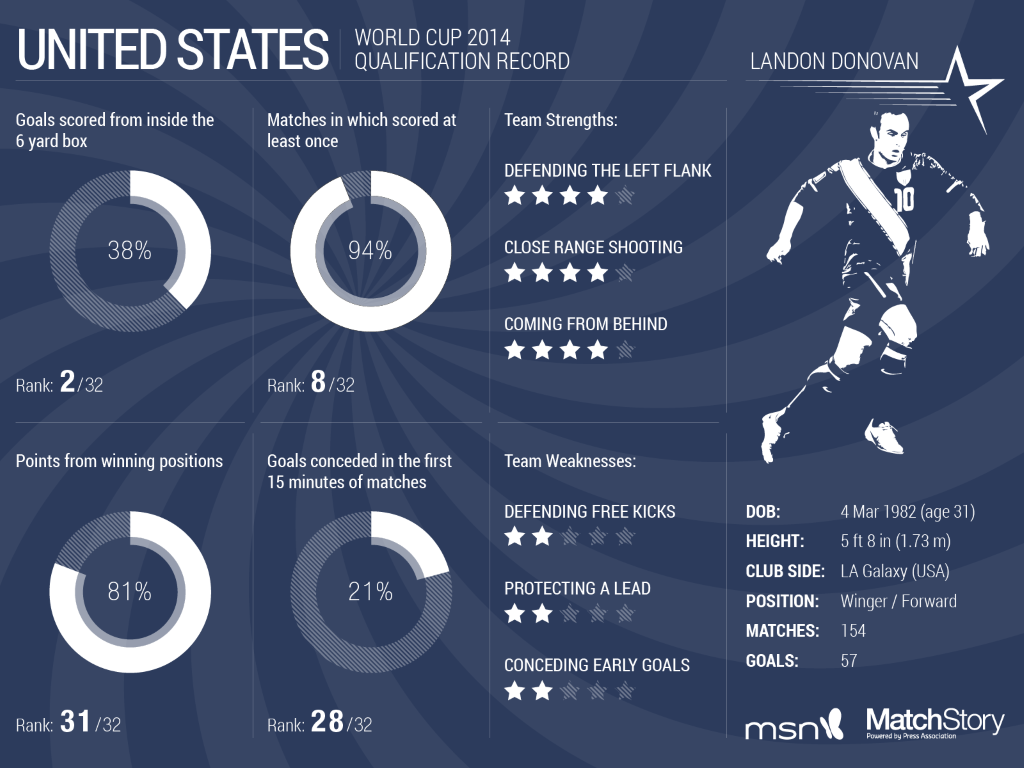 UNITED STATES
WORLD CUP 2014
QUALIFICATION RECORD
LANDON DONOVAN
Goals scored from inside the
6 yard box
38%
Rank: 2/32
Matches in which scored at
least once
94%
Rank: 8/32
Team Strengths:
DEFENDING THE LEFT FLANK
CLOSE RANGE SHOOTING
COMING FROM BEHIND
10
Points from winning positions
81%
Rank: 31/32
Goals conceded in the first
15 minutes of matches
21%
Rank: 28/32
Team Weaknesses:
DEFENDING FREE KICKS
PROTECTING A LEAD
CONCEDING EARLY GOALS
DOB: 4 Mar 1982 (age 31)
HEIGHT: 5 ft 8 in (1.73 m)
CLUB SIDE: LA Galaxy (USA)
POSITION: Winger / Forward
MATCHES: 154
GOALS: 57
msn
MatchStory
Powered by Press Association